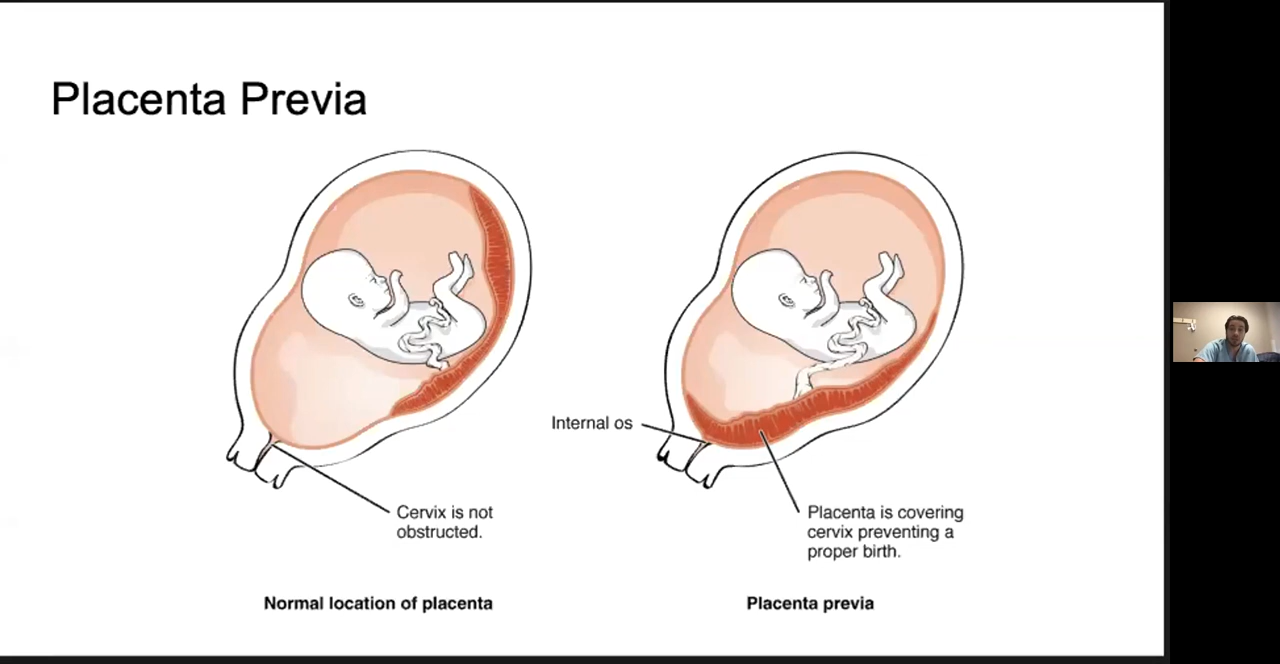 Placenta Previa
Internal os
Cervix is not
obstructed.
Placenta is covering
cervix preventing a
proper birth.
Normal location of placenta
Placenta previa